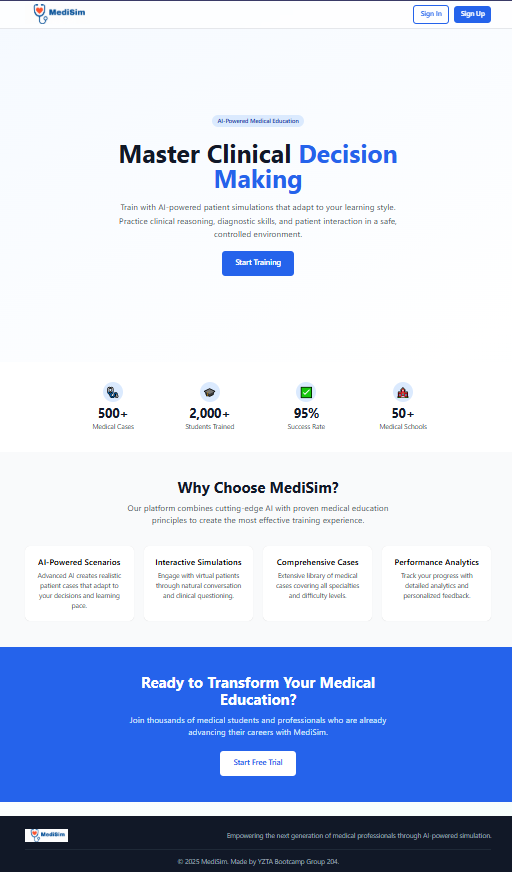 MediSim
Sign In
Sign Up
AI-Powered Medical Education
Master Clinical Decision
Making
Train with AI-powered patient simulations that adapt to your learning style.
Practice clinical reasoning, diagnostic skills, and patient interaction in a safe,
controlled environment.
Start Training
500+
Medical Cases
2,000+
Students Trained
95%
Success Rate
50+
Medical Schools
Why Choose MediSim?
Our platform combines cutting-edge AI with proven medical education
principles to create the most effective training experience.
AI-Powered Scenarios
Advanced AI creates realistic
patient cases that adapt to
your decisions and learning
pace.
Interactive Simulations
Engage with virtual patients
through natural conversation
and clinical questioning.
Comprehensive Cases
Extensive library of medical
cases covering all specialties
and difficulty levels.
Performance Analytics
Track your progress with
detailed analytics and
personalized feedback.
Ready to Transform Your Medical
Education?
Join thousands of medical students and professionals who are already
advancing their careers with MediSim.
Start Free Trial
MediSim
Empowering the next generation of medical professionals through AI-powered simulation.
© 2025 MediSim. Made by YZTA Bootcamp Group 204.